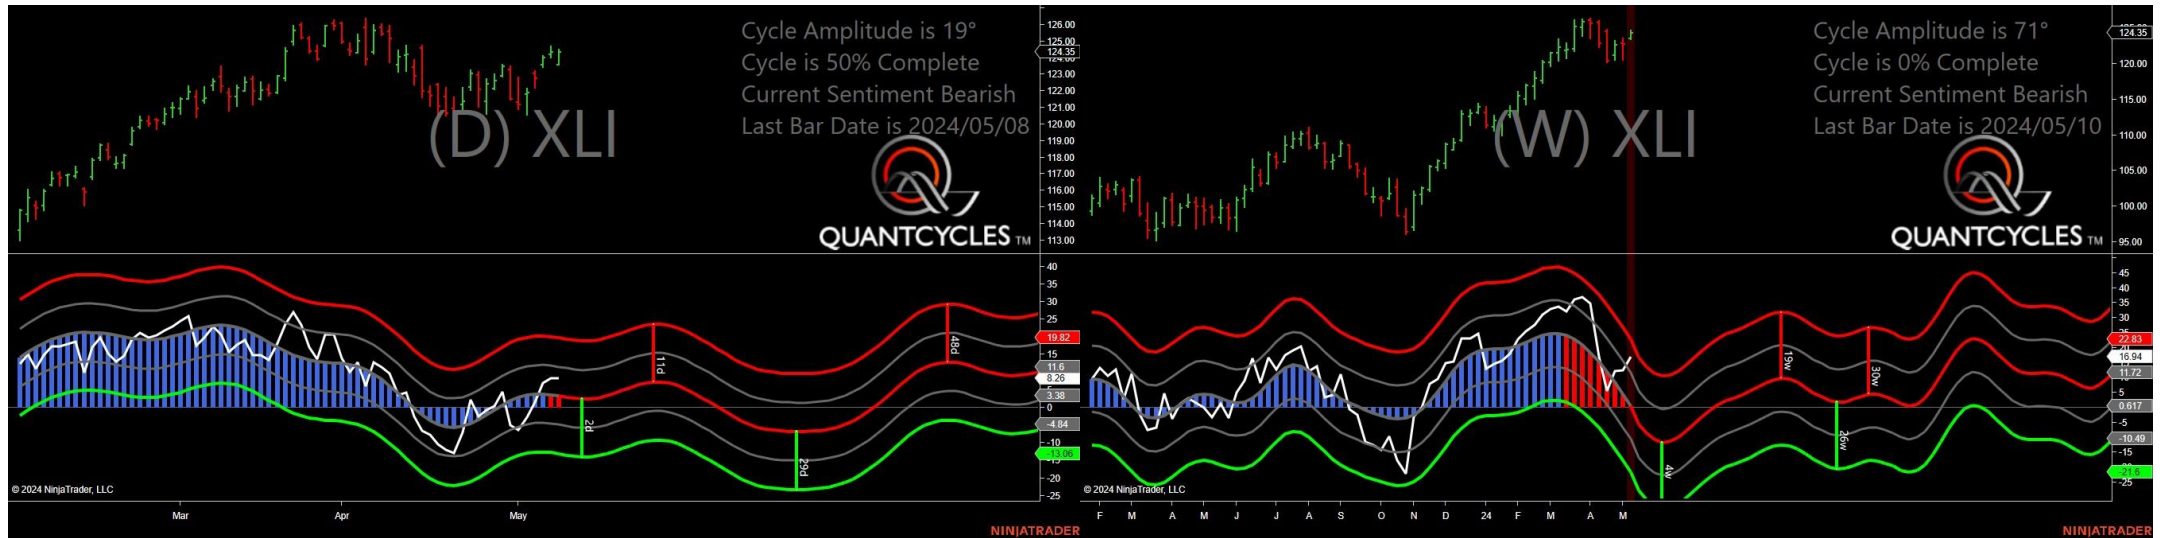 Cycle Amplitude is 19°
Cycle is 50% Complete
Current Sentiment Bearish
Last Bar Date is 2024/05/08
(D) XLI
QUANTCYCLES TM
126.00
125.00
124.35
123.00
122.00
121.00
120.00
119.00
118.00
117.00
116.00
115.00
114.00
113.00
40
35
30
25
19.82
15
11.6
8.26
3.38
0
-4.84
-10
-13.06
-20
-25
11d
48d
2d
29d
© 2024 NinjaTrader, LLC
Mar
Apr
May
NINJATRADER
Cycle Amplitude is 71°
Cycle is 0% Complete
Current Sentiment Bearish
Last Bar Date is 2024/05/10
(W) XLI
QUANTCYCLES TM
124.35
120.00
115.00
110.00
105.00
100.00
95.00
45
40
35
30
22.83
16.94
11.72
5
0.617
-5
-10.49
-15
-21.6
-25
19w
30w
26w
4w
© 2024 NinjaTrader, LLC
F M A M J J A S O N D 24 F M A M
NINJATRADER